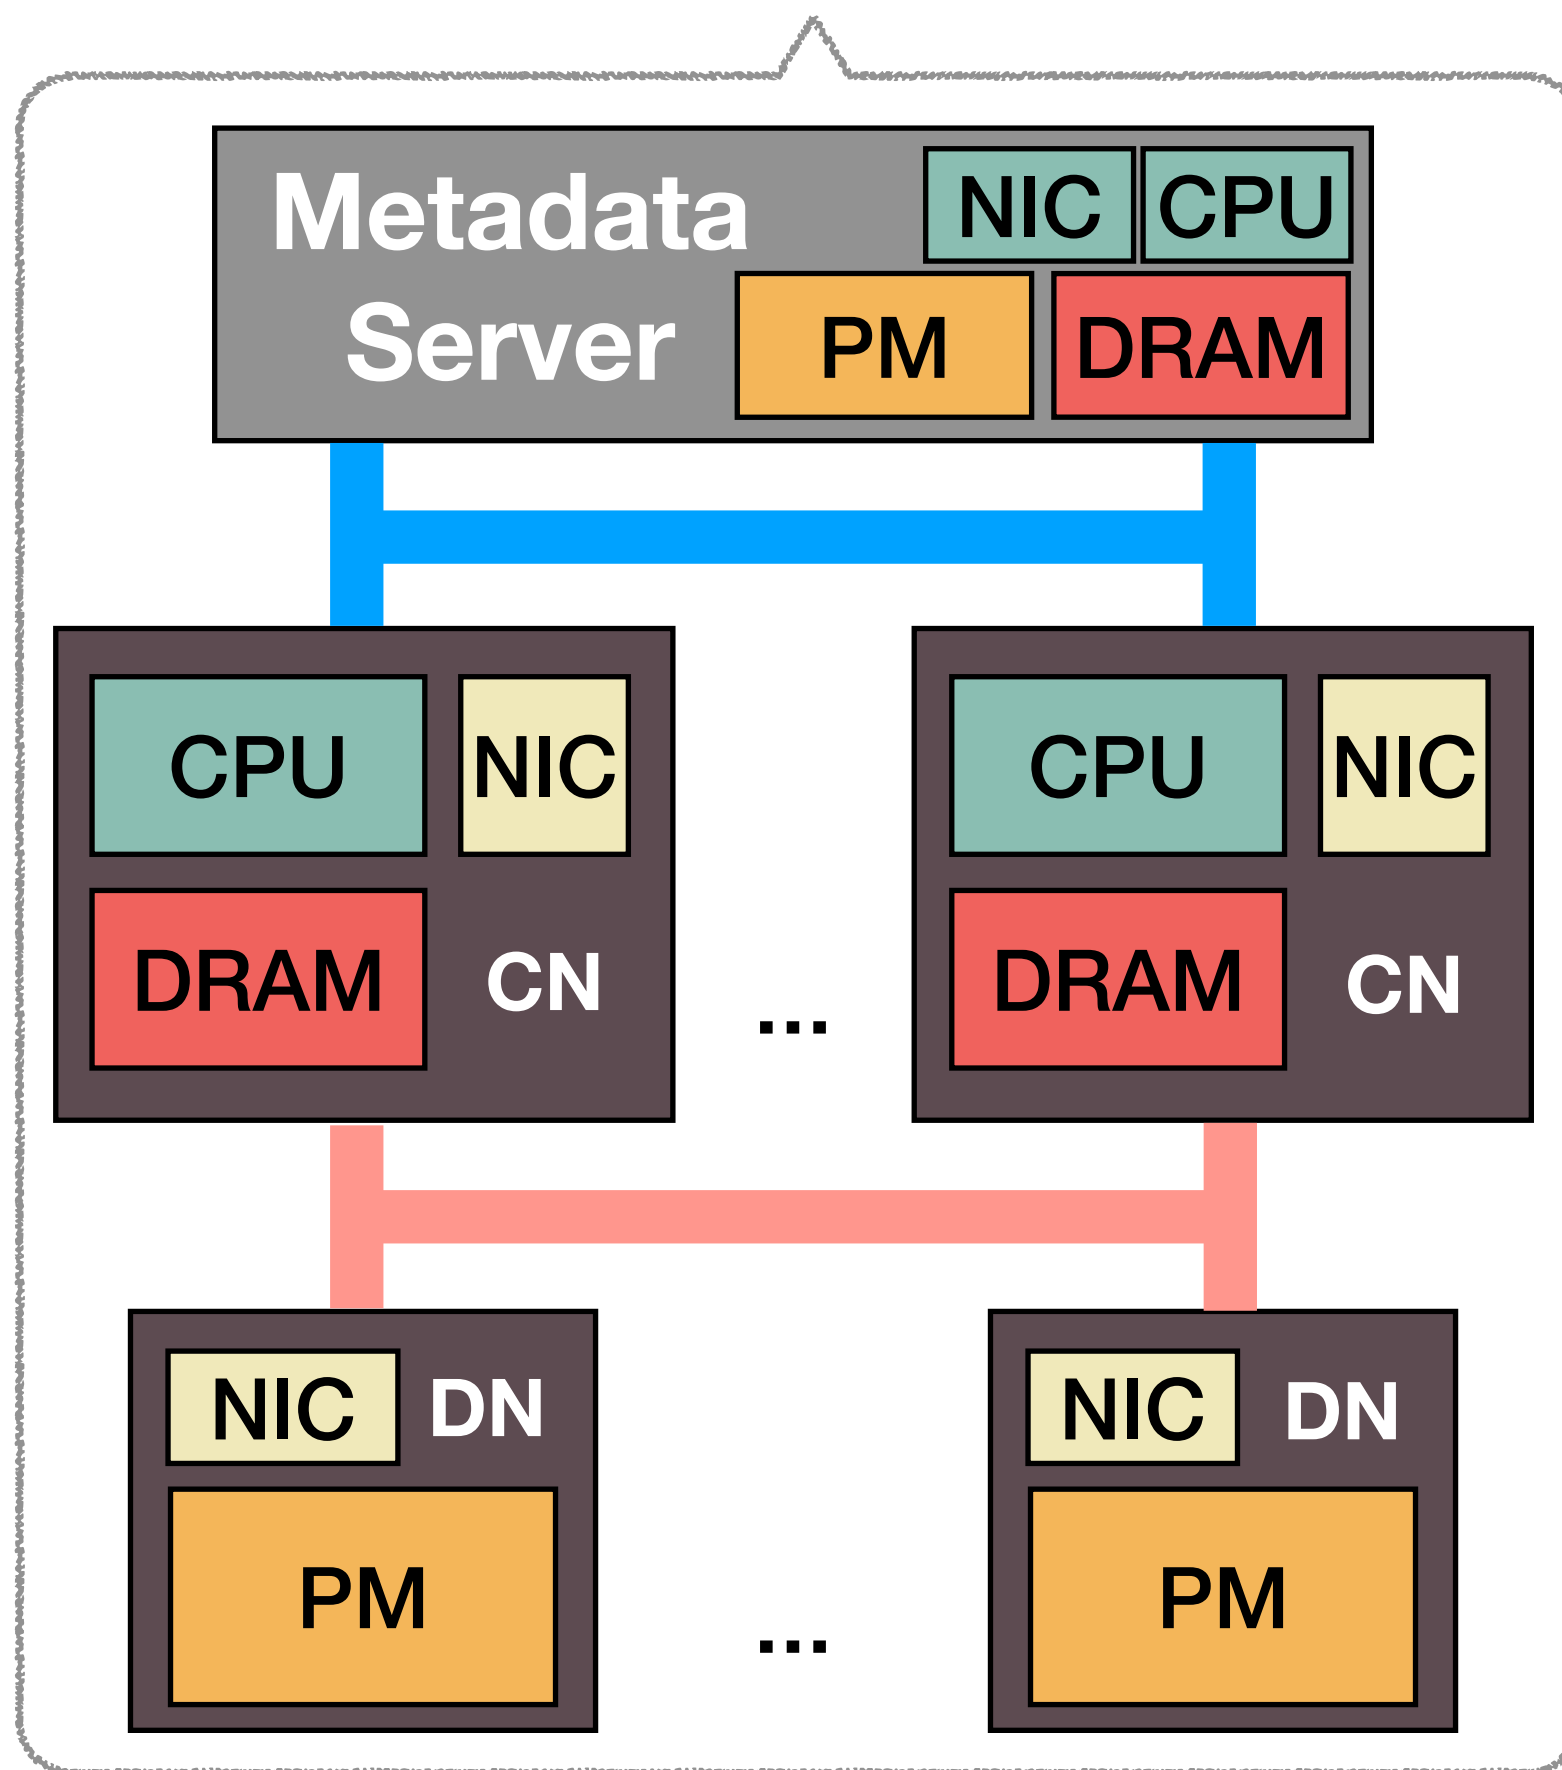 Metadata
Server
NIC CPU
PM DRAM
CPU NIC
DRAM CN
...
CPU NIC
DRAM CN
NIC DN
PM
...
NIC DN
PM